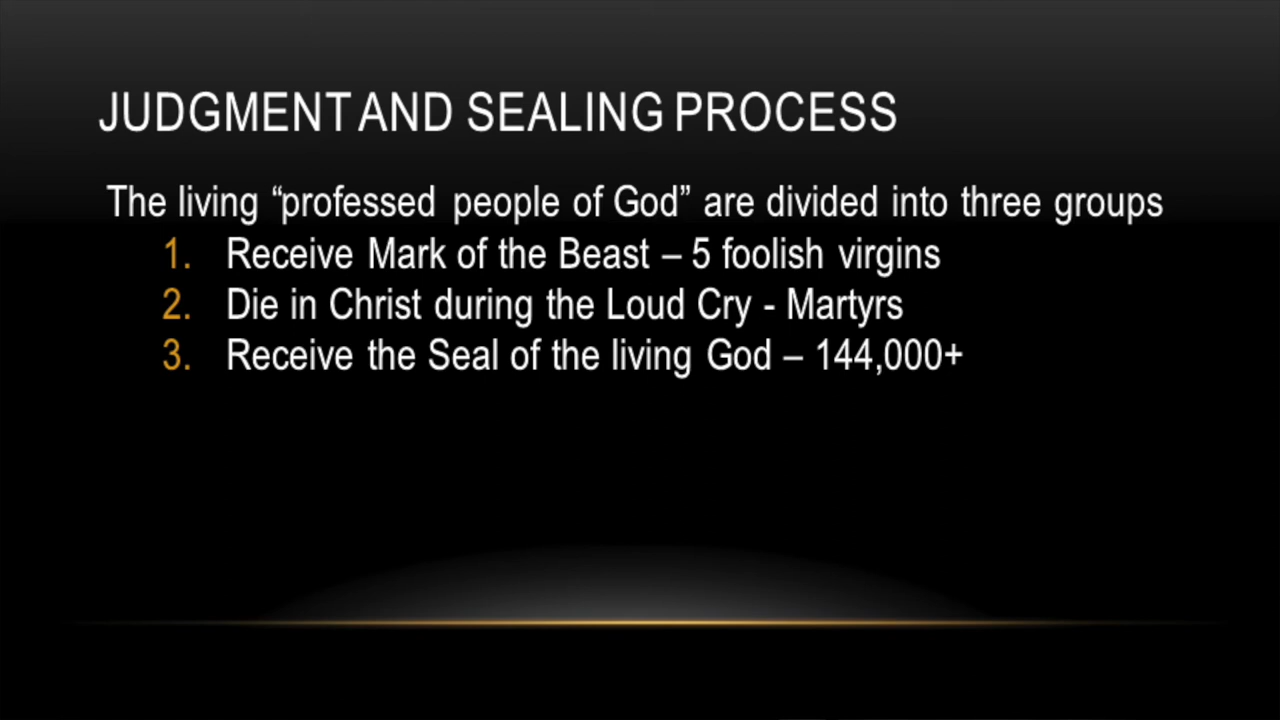 JUDGMENT AND SEALING PROCESS
The living “professed people of God” are divided into three groups
1. Receive Mark of the Beast – 5 foolish virgins
2. Die in Christ during the Loud Cry - Martyrs
3. Receive the Seal of the living God – 144,000+